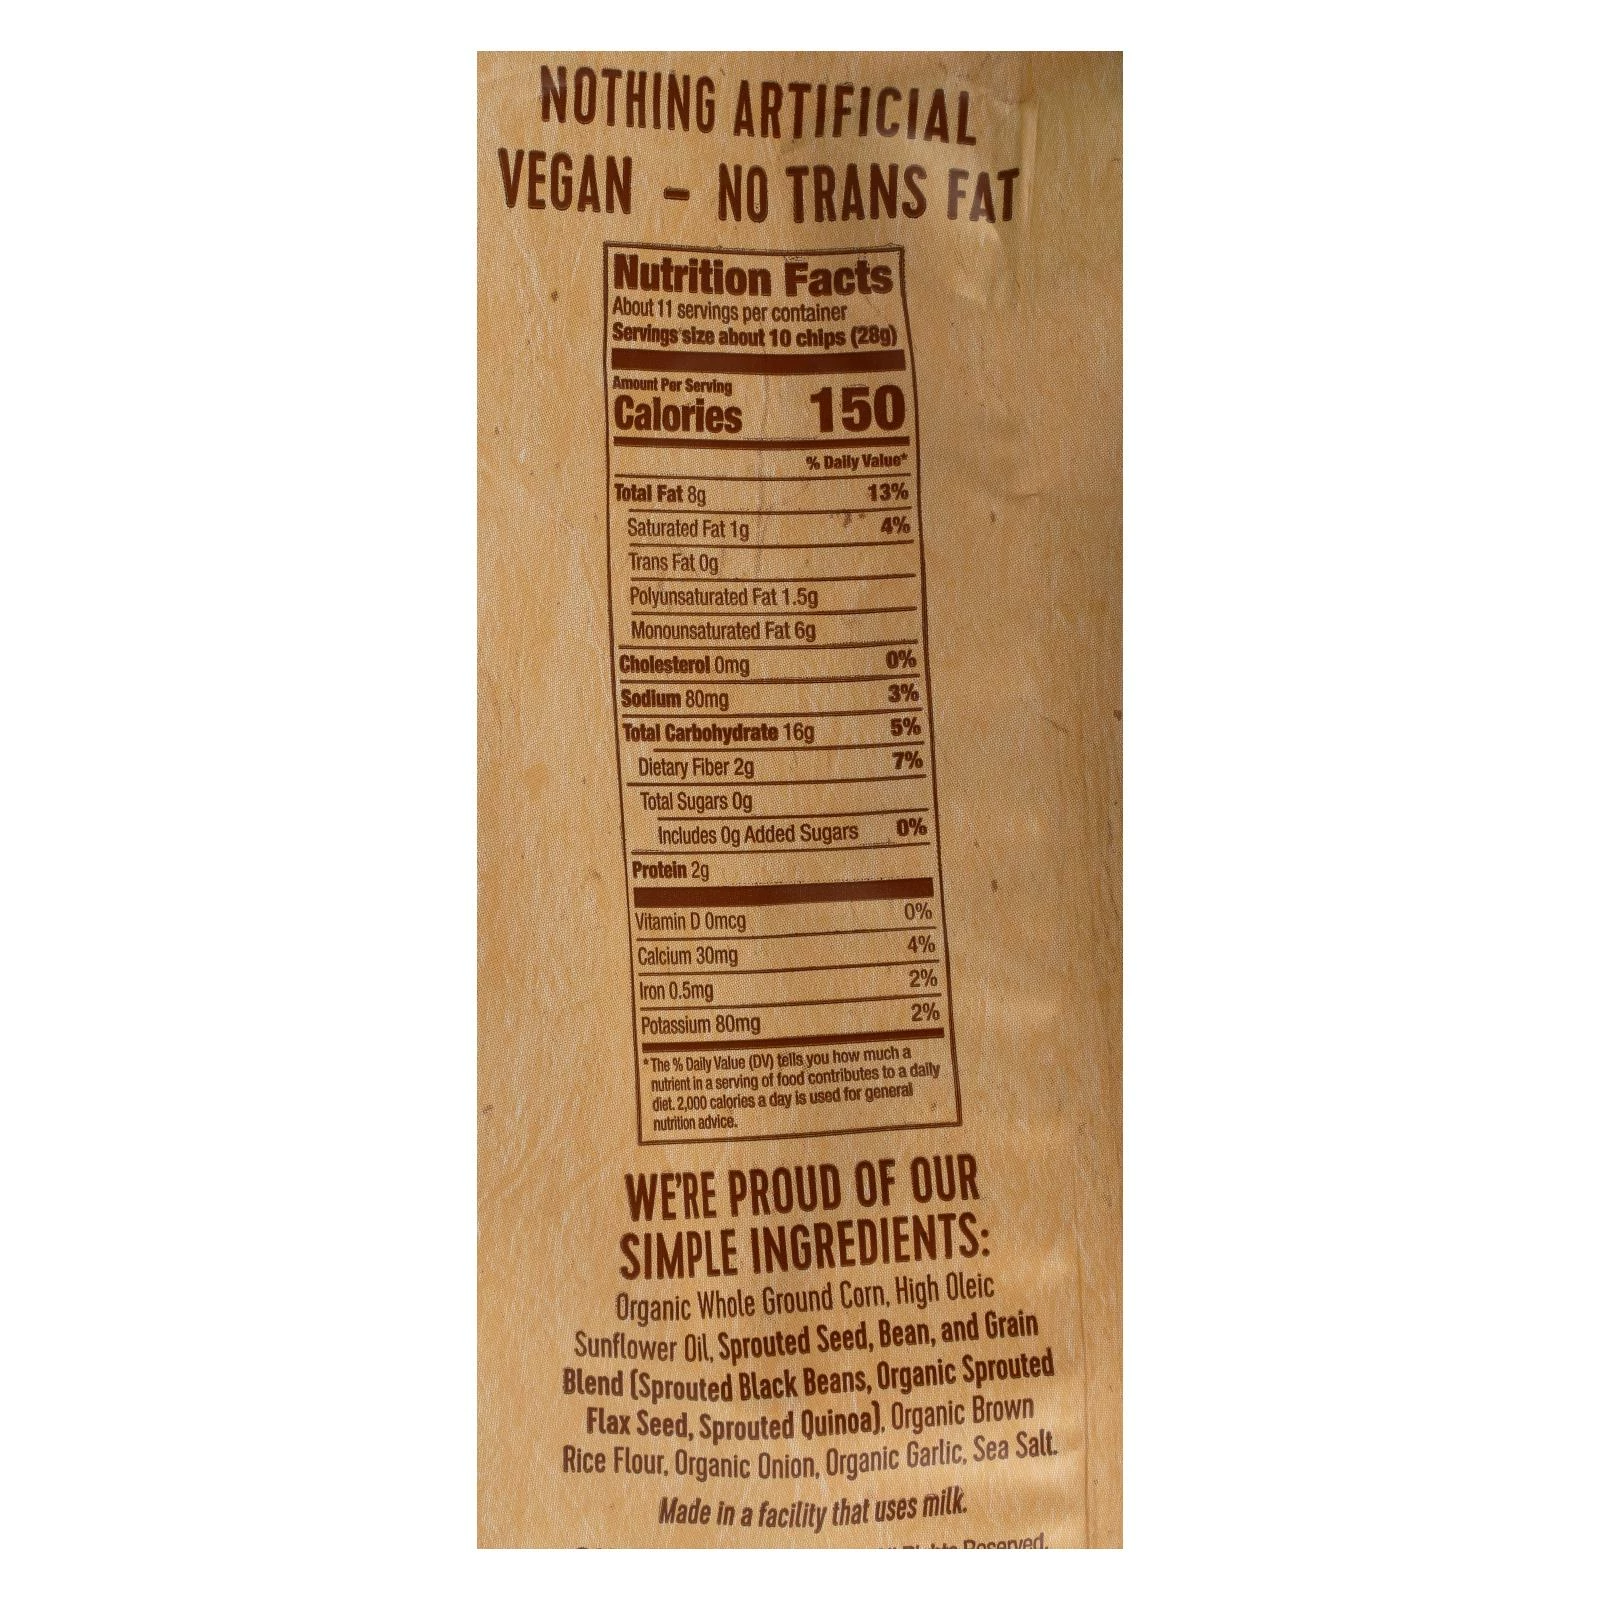 NOTHING ARTIFICIAL
VEGAN – NO TRANS FAT
Nutrition Facts
About 11 servings per container
Servings size about 10 chips (28g)
Amount Per Serving
Calories 150
% Daily Value*
Total Fat 8g 13%
Saturated Fat 1g 4%
Trans Fat 0g
Polyunsaturated Fat 1.5g
Monounsaturated Fat 6g
Cholesterol 0mg 0%
Sodium 80mg 3%
Total Carbohydrate 16g 5%
Dietary Fiber 2g 7%
Total Sugars 0g
Includes 0g Added Sugars 0%
Protein 2g
Vitamin D 0mcg 0%
Calcium 30mg 4%
Iron 0.5mg 2%
Potassium 80mg 2%
*The % Daily Value (DV) tells you how much a
nutrient in a serving of food contributes to a daily
diet. 2,000 calories a day is used for general
nutrition advice.
WE'RE PROUD OF OUR
SIMPLE INGREDIENTS:
Organic Whole Ground Corn, High Oleic
Sunflower Oil, Sprouted Seed, Bean, and Grain
Blend (Sprouted Black Beans, Organic Sprouted
Flax Seed, Sprouted Quinoa), Organic Brown
Rice Flour, Organic Onion, Organic Garlic, Sea Salt.
Made in a facility that uses milk.
Reserved.